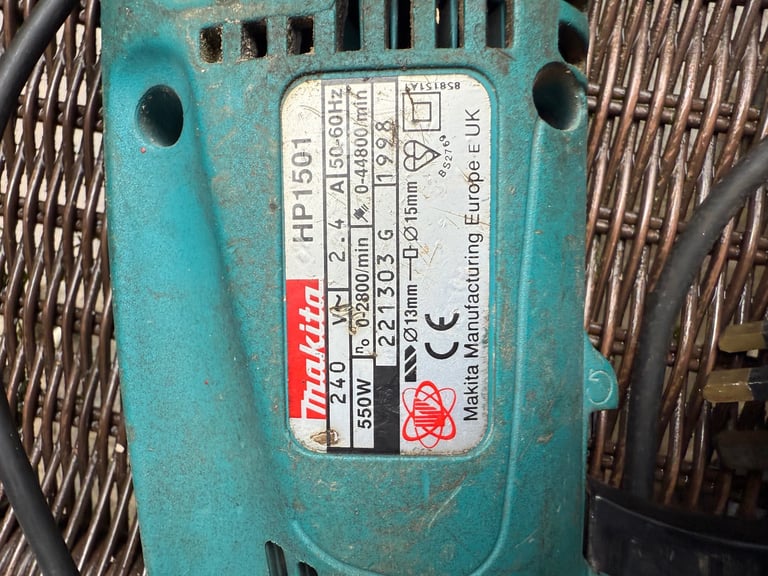 makita HP1501
240 V~ 2.4 A 50-60Hz
550W n₀ 0-2800/min 0-44800/min
221303 G 1998
Ø13mm Ø15mm
BS2769
858151A1
CE
Makita Manufacturing Europe·E UK